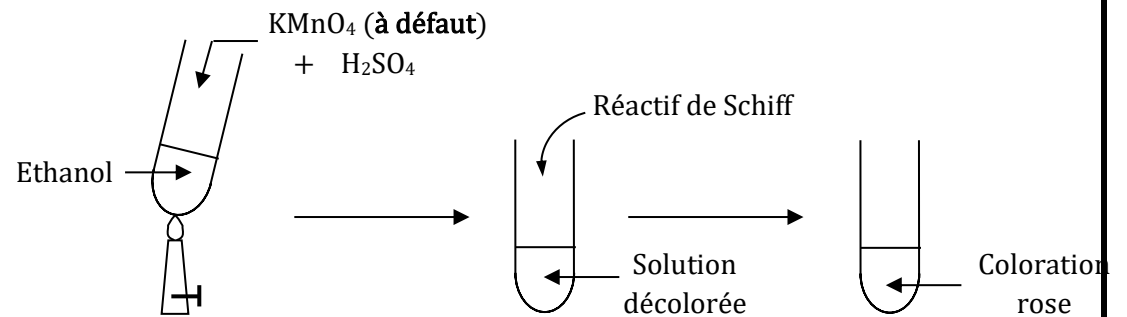 KMnO₄ (à défaut)
+ H₂SO₄
Réactif de Schiff
Ethanol
Solution
décolorée
Coloration
rose